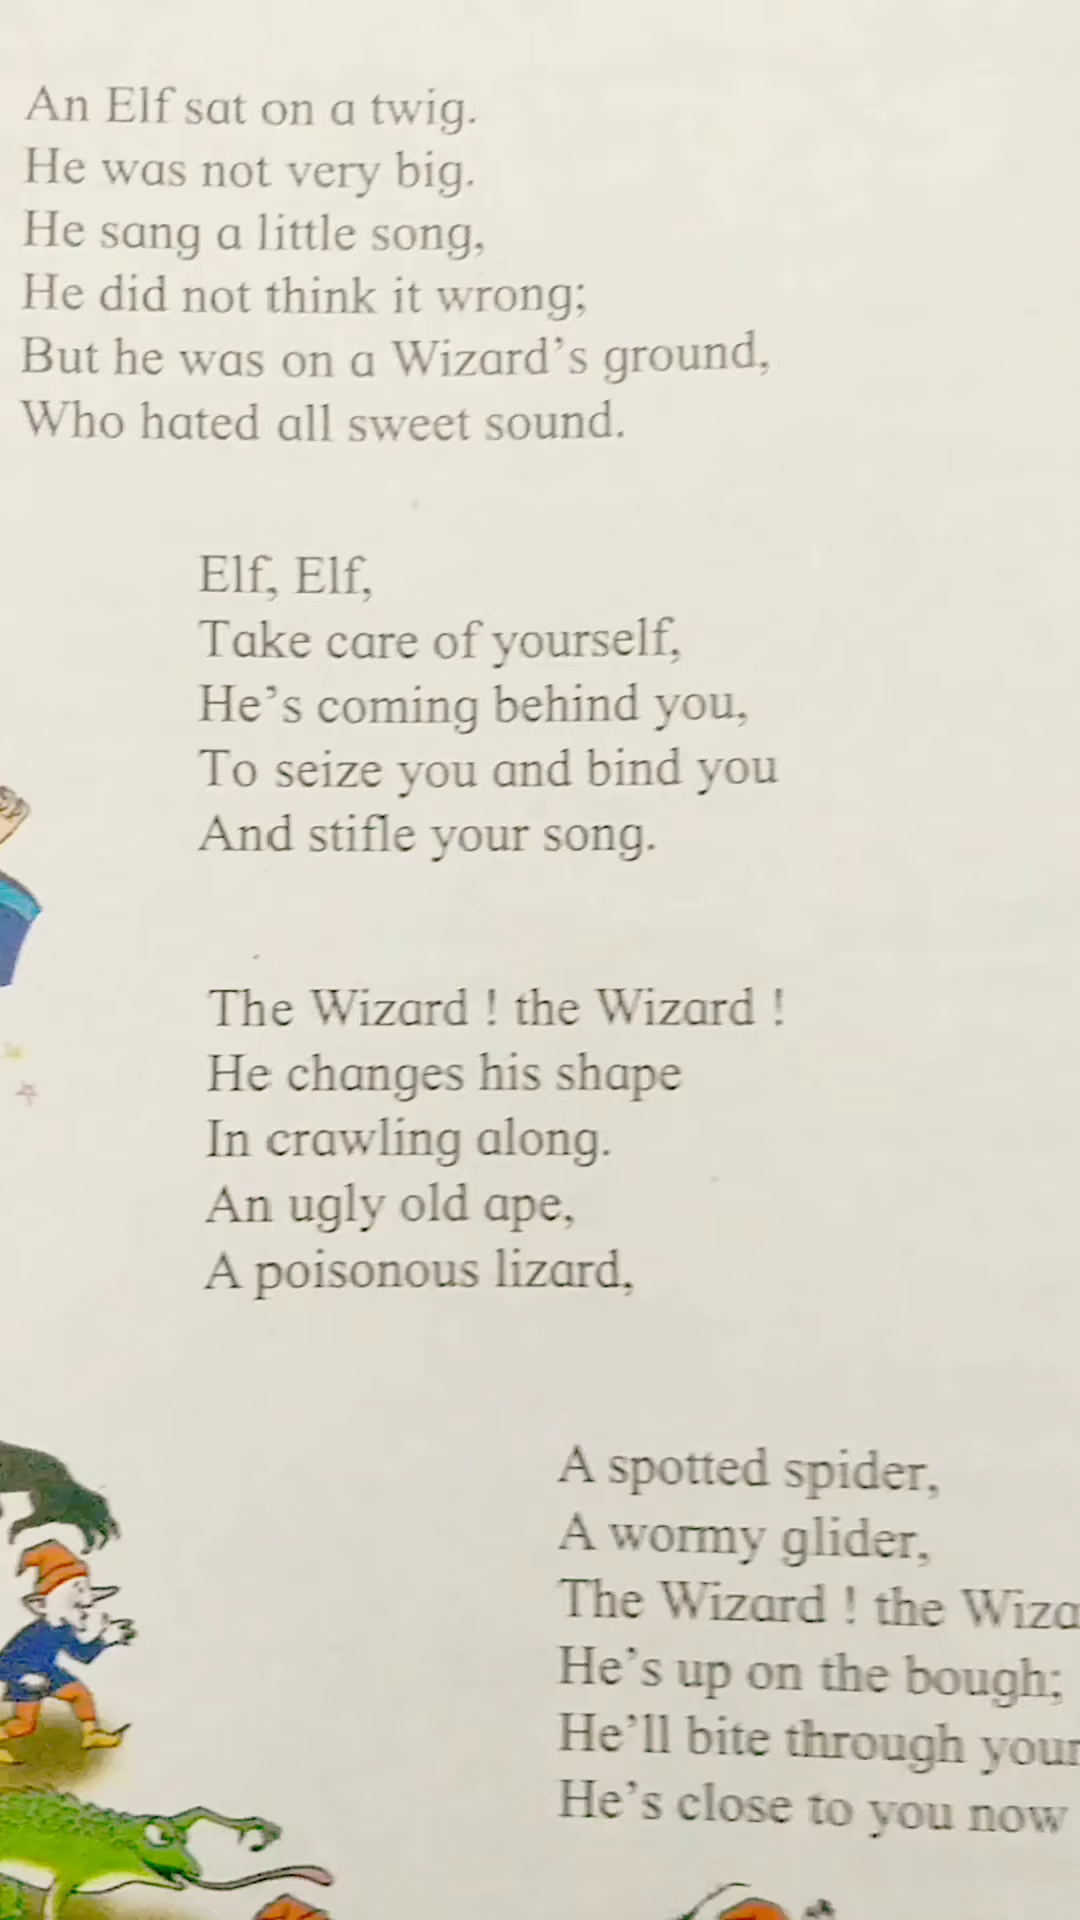 An Elf sat on a twig.
He was not very big.
He sang a little song,
He did not think it wrong;
But he was on a Wizard’s ground,
Who hated all sweet sound.
Elf, Elf,
Take care of yourself,
He’s coming behind you,
To seize you and bind you
And stifle your song.
The Wizard ! the Wizard !
He changes his shape
In crawling along.
An ugly old ape,
A poisonous lizard,
A spotted spider,
A wormy glider,
The Wizard ! the
He’s up on the bough;
He’ll bite through your
He’s close to you now